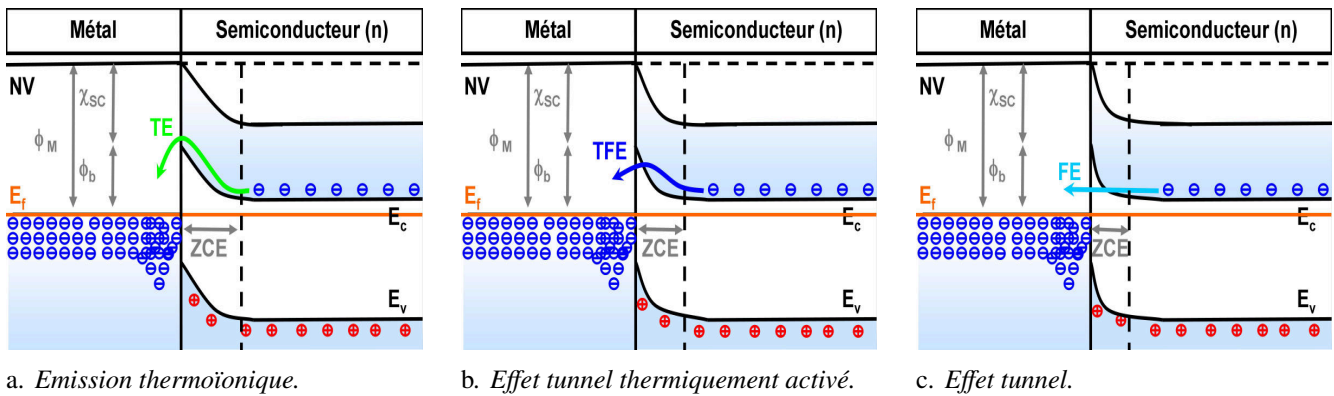 Métal Semiconducteur (n)
NV
χSC
ϕM
TE
ϕb
Ef
Ec
ZCE
Ev
a. Emission thermoïonique.
Métal Semiconducteur (n)
NV
χSC
ϕM
TFE
ϕb
Ef
Ec
ZCE
Ev
b. Effet tunnel thermiquement activé.
Métal Semiconducteur (n)
NV
χSC
ϕM
FE
ϕb
Ef
Ec
ZCE
Ev
c. Effet tunnel.